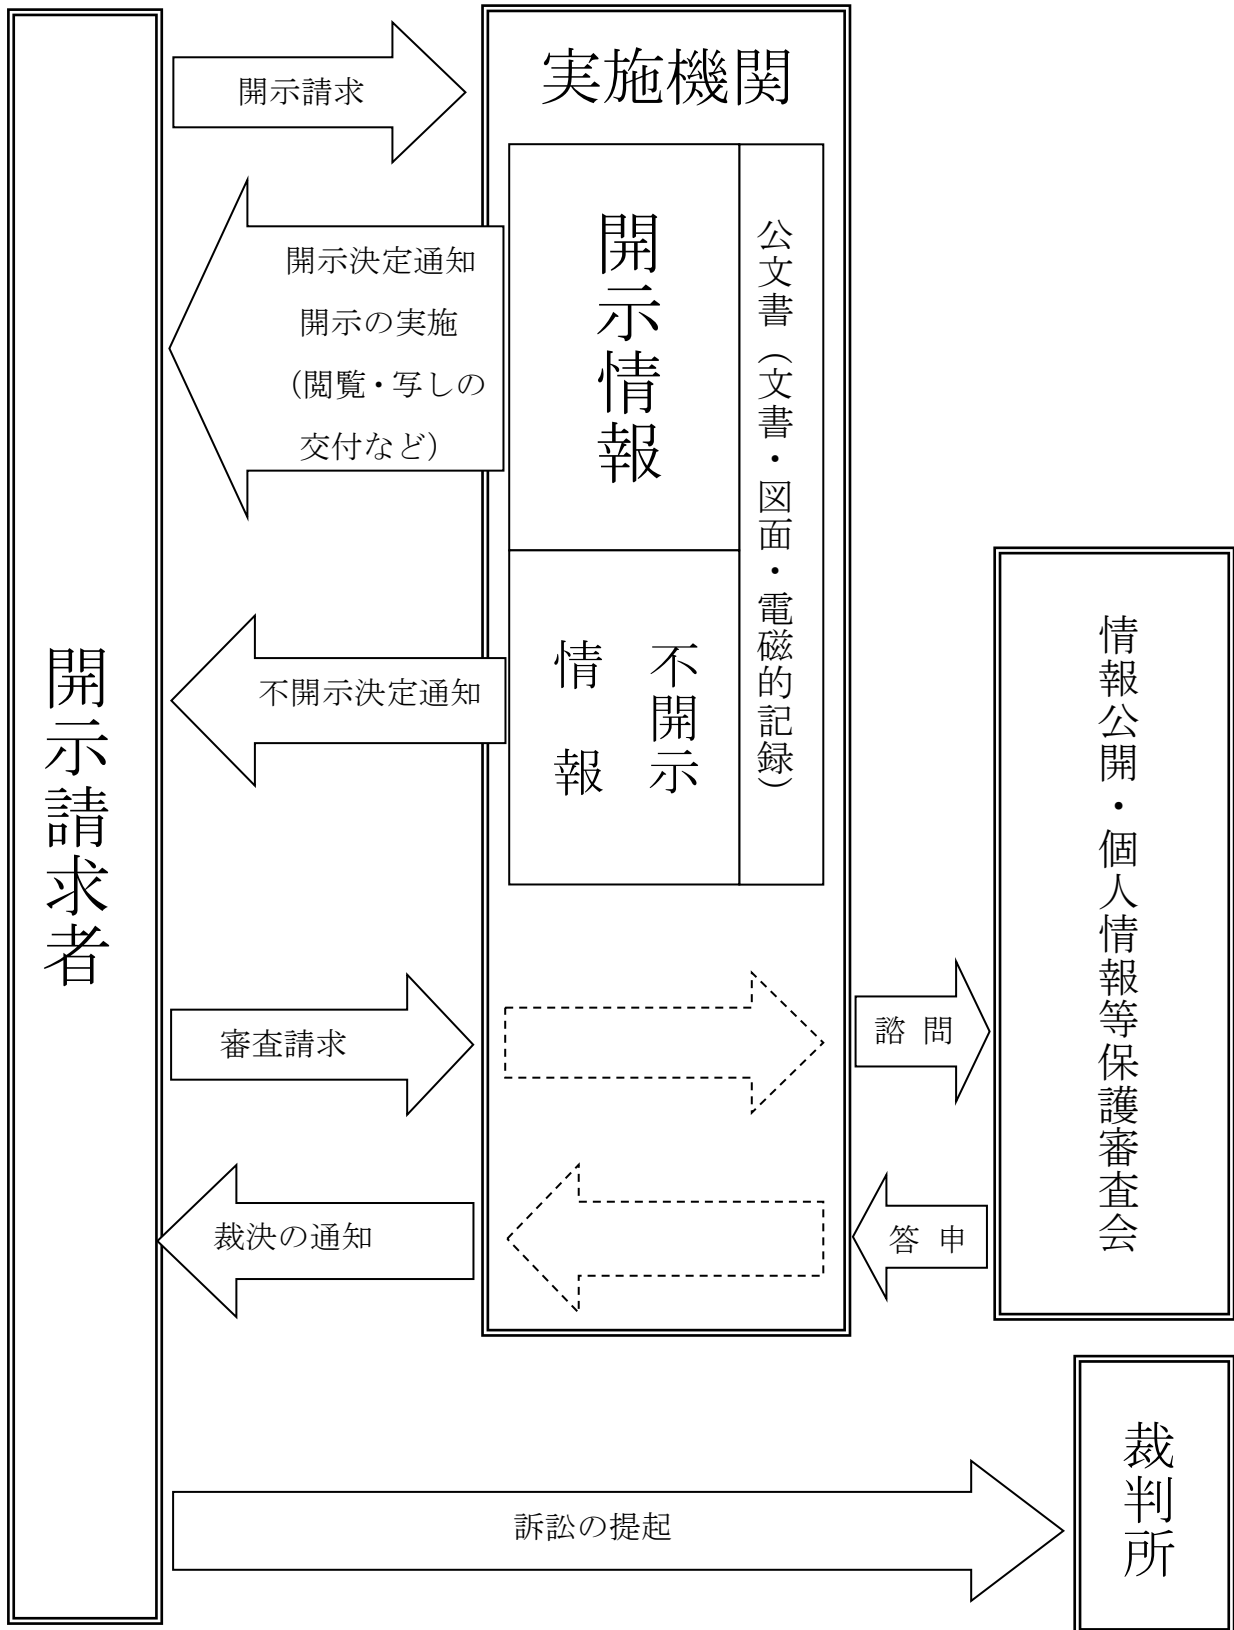 開示請求者
開示請求
実施機関
開示決定通知
開示の実施
（閲覧・写しの
交付など）
開示情報
公文書（文書・図面・電磁的記録）
不開示決定通知
不開示
情報
審査請求
諮問
裁決の通知
答申
情報公開・個人情報等保護審査会
訴訟の提起
裁判所